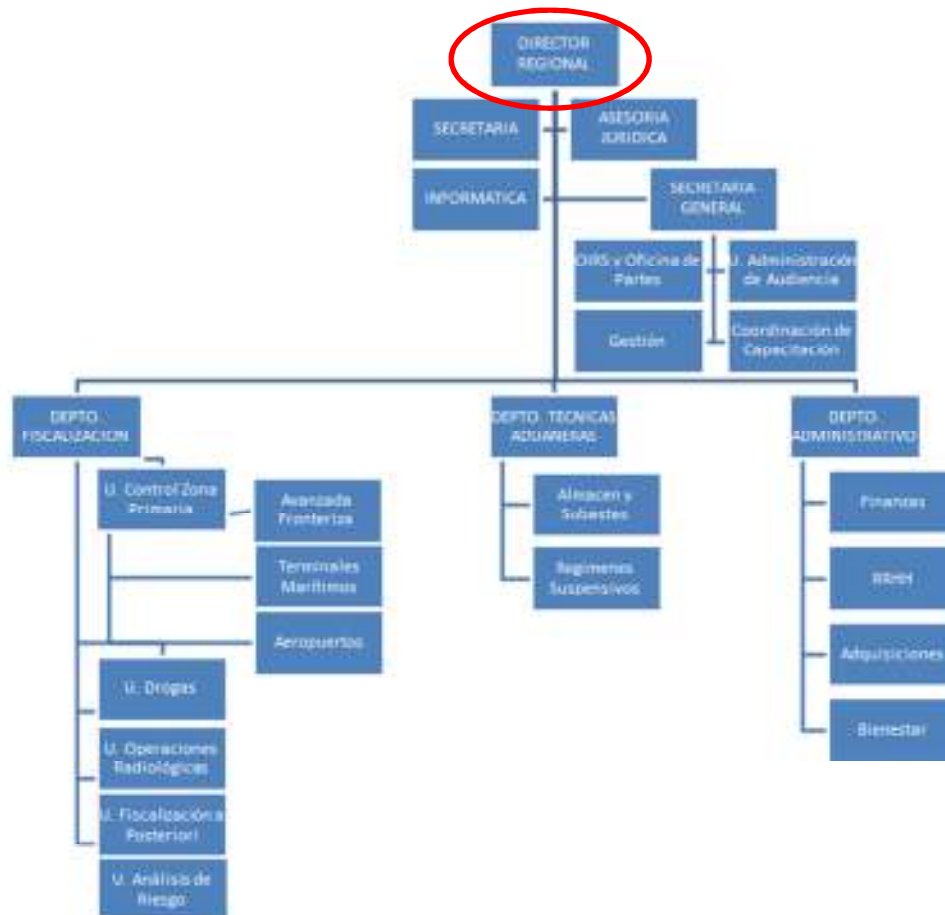 DIRECTOR
REGIONAL
SECRETARIA
ASESORIA
JURIDICA
INFORMATICA
SECRETARIA
GENERAL
OIRS y Oficina de
Partes
U. Administración
de Audiencia
Gestión
Coordinación de
Capacitación
DEPTO.
FISCALIZACION
DEPTO. TECNICAS
ADUANERAS
DEPTO.
ADMINISTRATIVO
U. Control Zona
Primaria
Avanzada
Fronteriza
Terminales
Marítimos
Aeropuertos
U. Drogas
U. Operaciones
Radiológicas
U. Fiscalización a
Posteriori
U. Análisis de
Riesgo
Almacen y
Subastas
Regimenes
Suspensivos
Finanzas
RRHH
Adquisiciones
Bienestar